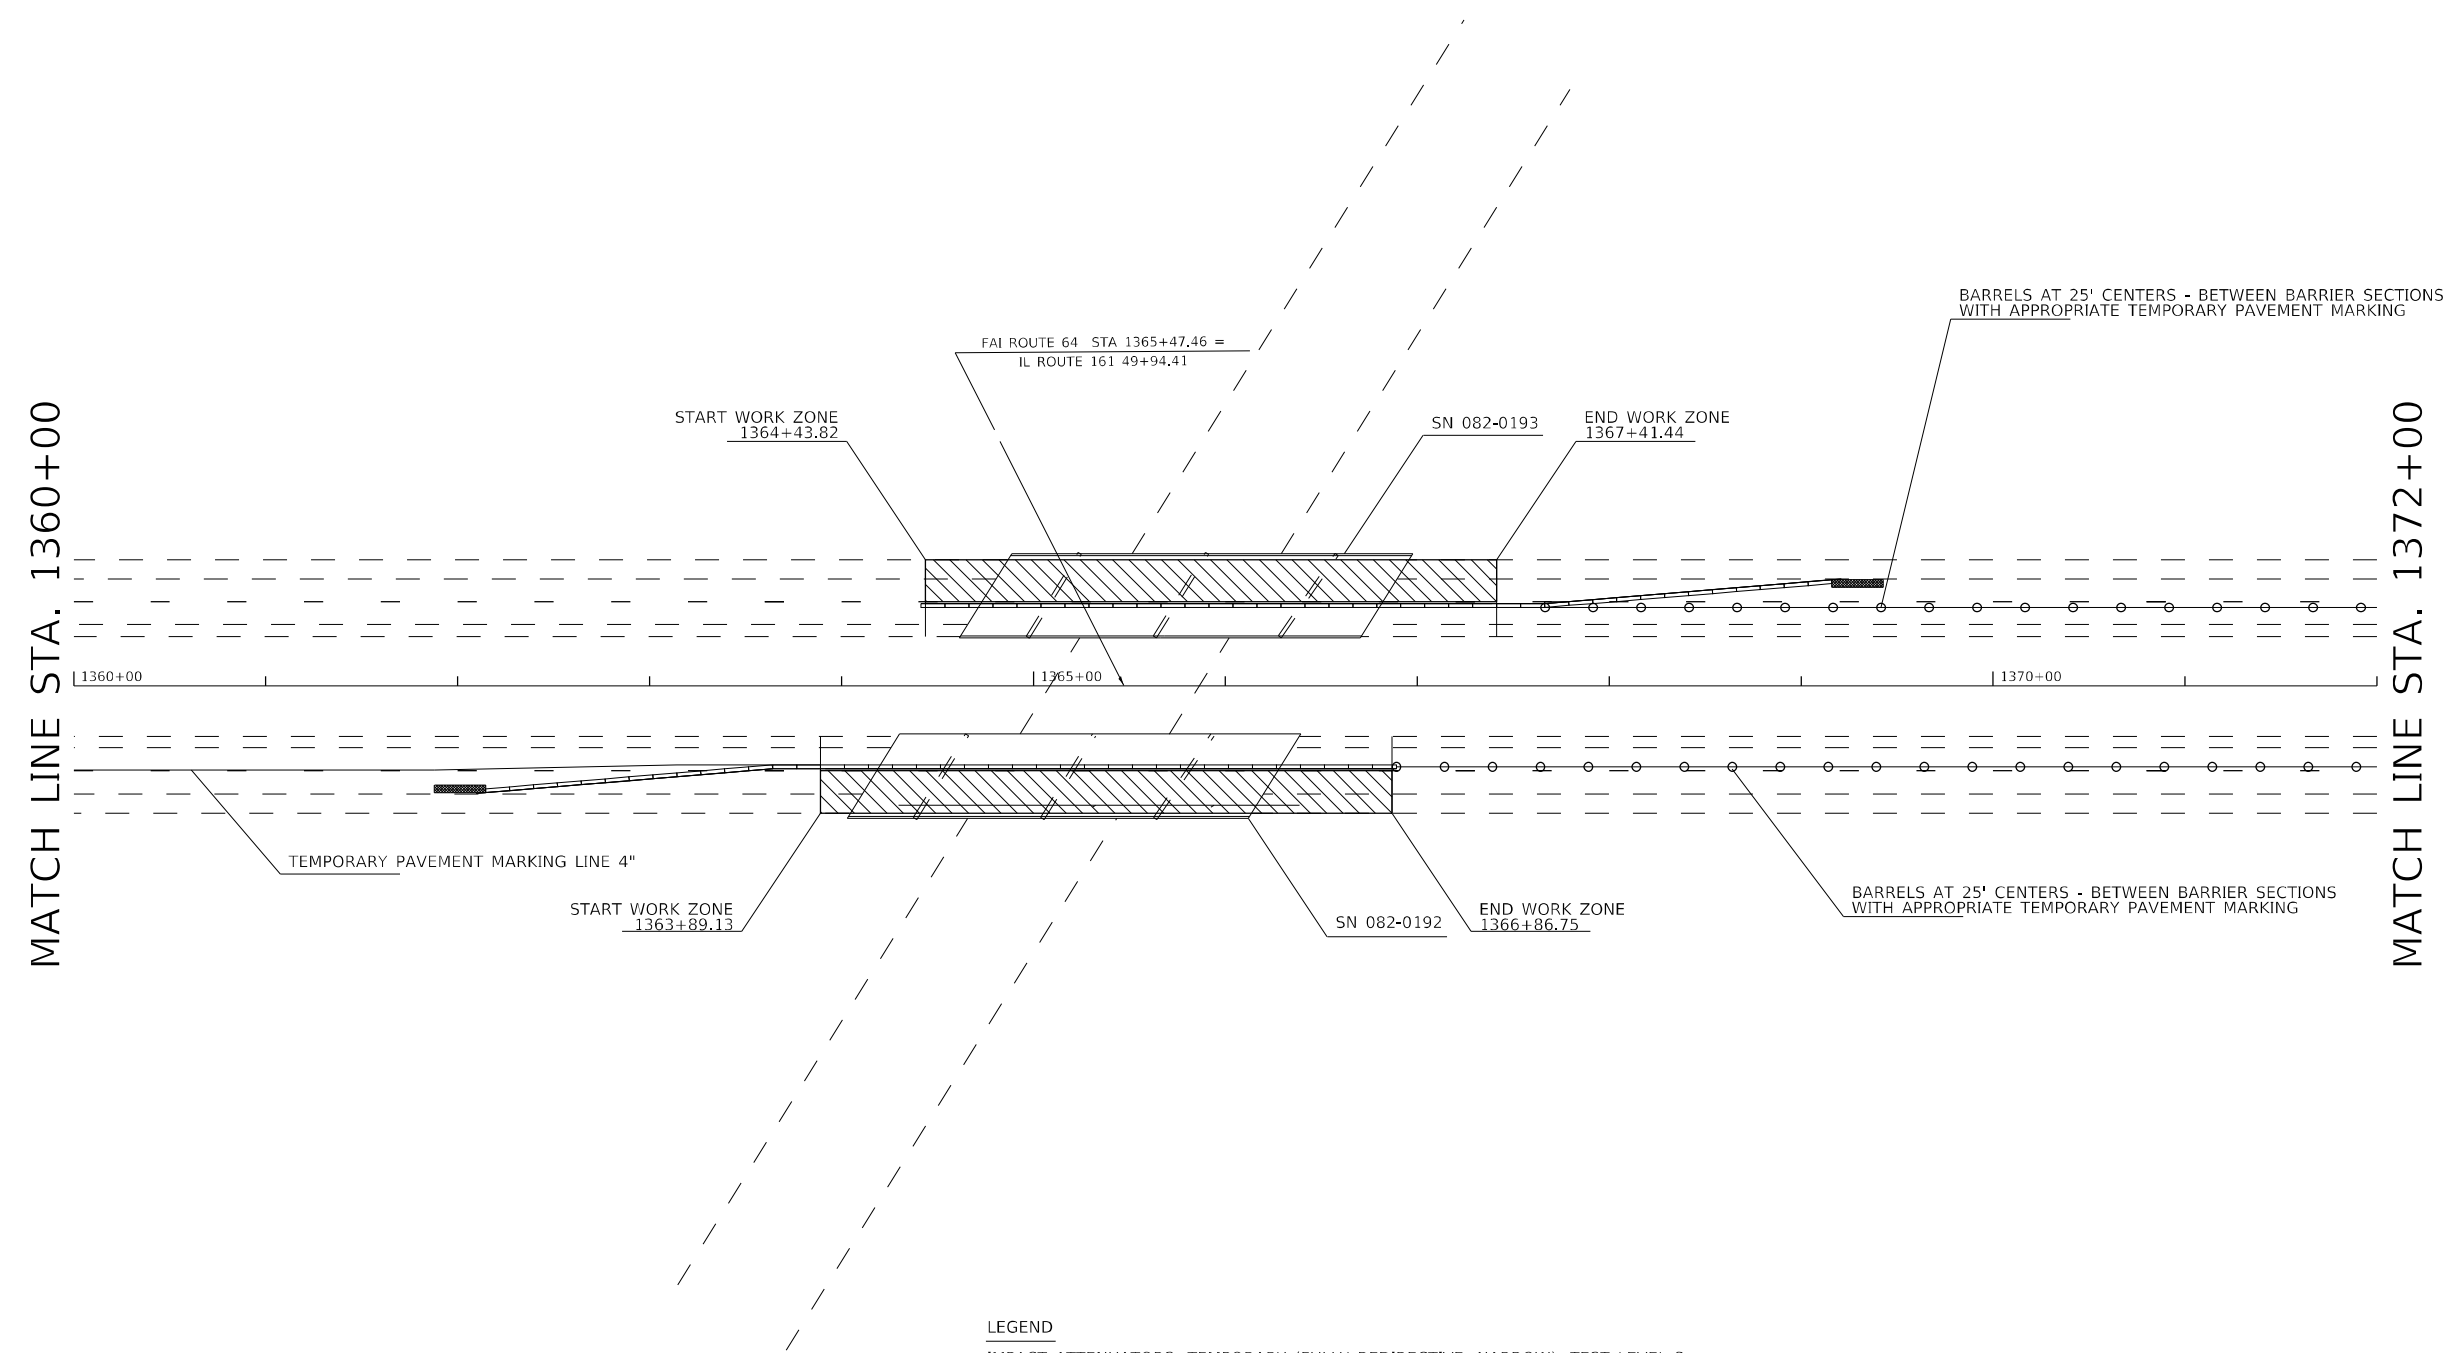 BARRELS AT 25' CENTERS - BETWEEN BARRIER SECTIONS
WITH APPROPRIATE TEMPORARY PAVEMENT MARKING
FAI ROUTE 64 STA 1365+47.46 =
IL ROUTE 161 49+94.41
START WORK ZONE
1364+43.82
SN 082-0193
END WORK ZONE
1367+41.44
MATCH LINE STA. 1360+00
MATCH LINE STA. 1372+00
1360+00
1365+00
1370+00
TEMPORARY PAVEMENT MARKING LINE 4"
START WORK ZONE
1363+89.13
SN 082-0192
END WORK ZONE
1366+86.75
BARRELS AT 25' CENTERS - BETWEEN BARRIER SECTIONS
WITH APPROPRIATE TEMPORARY PAVEMENT MARKING
LEGEND